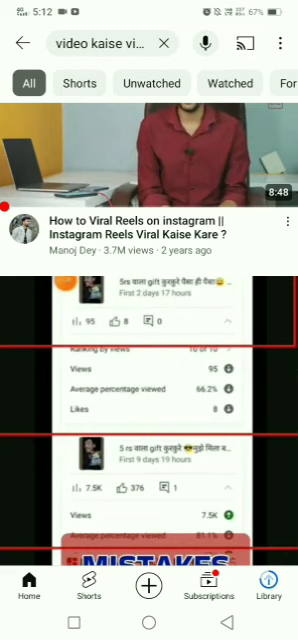 5:12
67%
video kaise vi...
All
Shorts
Unwatched
Watched
For
8:48
How to Viral Reels on instagram ||
Instagram Reels Viral Kaise Kare ?
Manoj Dey · 3.7M views · 2 years ago
5rs वाला gift कुरकुरे पैसा ही पैसा😂 ...
First 2 days 17 hours
95
8
0
Ranking by views
10 of 10
Views
95
Average percentage viewed
66.2%
Likes
8
5 rs वाला gift कुरकुरे 😎मुझे मिला ब...
First 9 days 19 hours
7.5K
376
1
Views
7.5K
Average percentage viewed
81.1%
MISTAKES
Home
Shorts
Subscriptions
Library